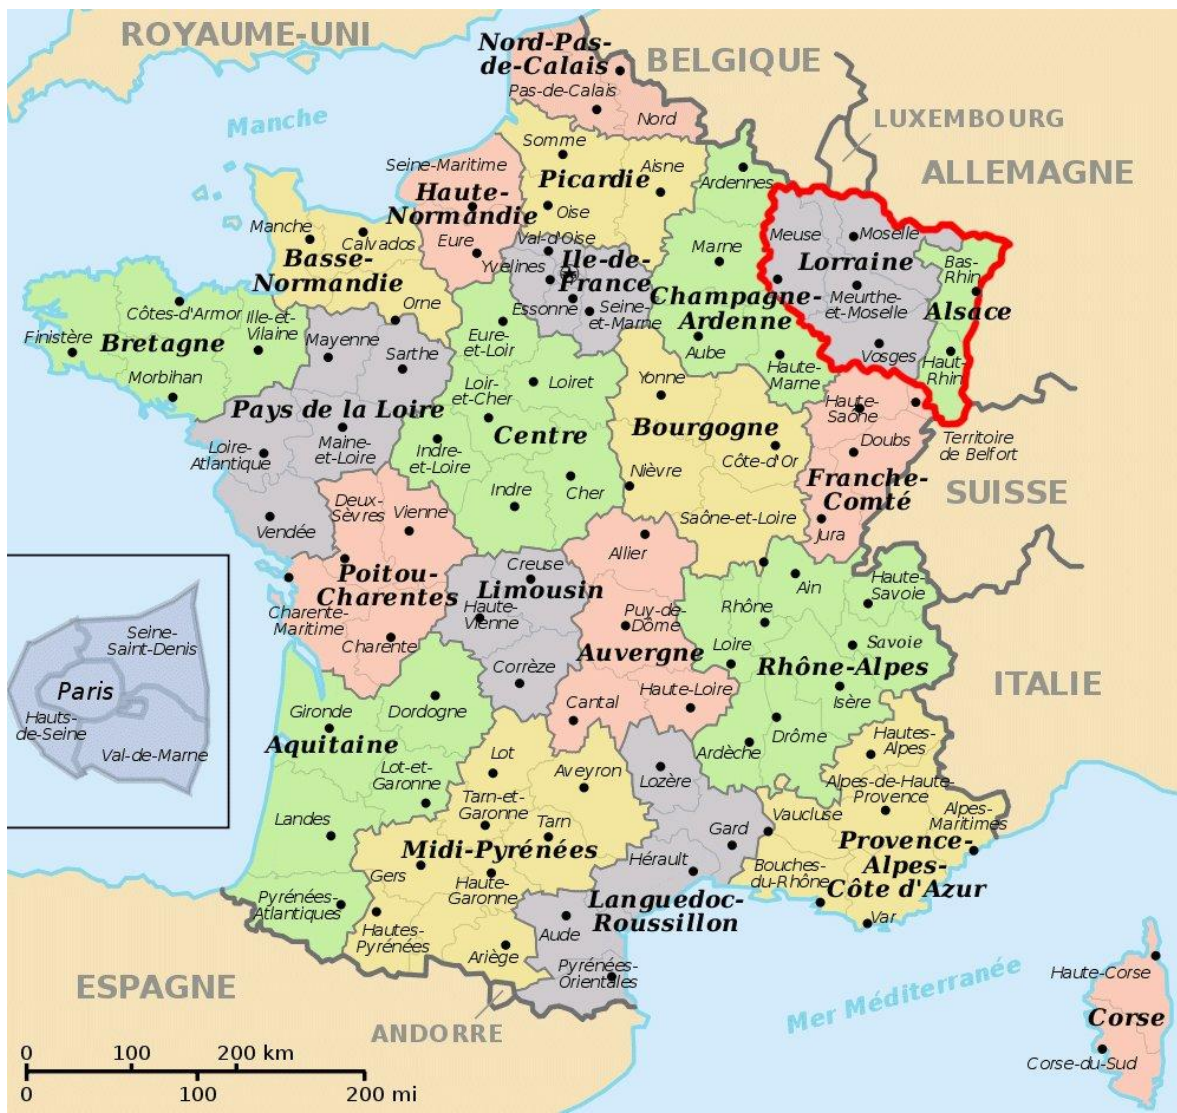 ROYAUME-UNI
Nord-Pas-
de-Calais
BELGIQUE
Pas-de-Calais
Nord
LUXEMBOURG
Manche
ALLEMAGNE
Somme
Aisne
Picardie
Oise
Ardennes
Seine-Maritime
Haute-
Normandie
Eure
Manche
Calvados
Basse-
Normandie
Orne
Val-d'Oise
Yvelines
Ile-de-
France
Essonne
Seine-
et-Marne
Marne
Champagne-
Ardenne
Aube
Haute-
Marne
Meuse
Moselle
Lorraine
Meurthe-
et-Moselle
Vosges
Bas-
Rhin
Alsace
Haut-
Rhin
Finistère
Côtes-d'Armor
Ille-et-
Vilaine
Bretagne
Morbihan
Mayenne
Sarthe
Pays de la Loire
Loire-
Atlantique
Maine-
et-Loire
Vendée
Eure-
et-Loir
Loir-
et-Cher
Loiret
Centre
Indre-
et-Loire
Indre
Cher
Yonne
Bourgogne
Côte-d'Or
Nièvre
Saône-et-Loire
Haute-
Saône
Doubs
Territoire
de Belfort
Franche-
Comté
Jura
SUISSE
Deux-
Sèvres
Vienne
Poitou-
Charentes
Charente-
Maritime
Charente
Creuse
Limousin
Haute-
Vienne
Corrèze
Allier
Puy-de-
Dôme
Auvergne
Cantal
Haute-Loire
Ain
Haute-
Savoie
Rhône
Loire
Savoie
Rhône-Alpes
Isère
Ardèche
Drôme
ITALIE
Seine-
Saint-Denis
Paris
Hauts-
de-Seine
Val-de-Marne
Gironde
Dordogne
Aquitaine
Lot-et-
Garonne
Landes
Pyrénées-
Atlantiques
Lot
Aveyron
Tarn-et-
Garonne
Tarn
Midi-Pyrénées
Gers
Haute-
Garonne
Hautes-
Pyrénées
Ariège
Lozère
Gard
Hérault
Languedoc-
Roussillon
Aude
Pyrénées-
Orientales
Hautes-
Alpes
Alpes-de-Haute-
Provence
Alpes-
Maritimes
Vaucluse
Provence-
Alpes-
Côte d'Azur
Bouches-
du-Rhône
Var
Mer Méditerranée
Haute-Corse
Corse
Corse-du-Sud
ESPAGNE
ANDORRE
0 100 200 km
0 100 200 mi